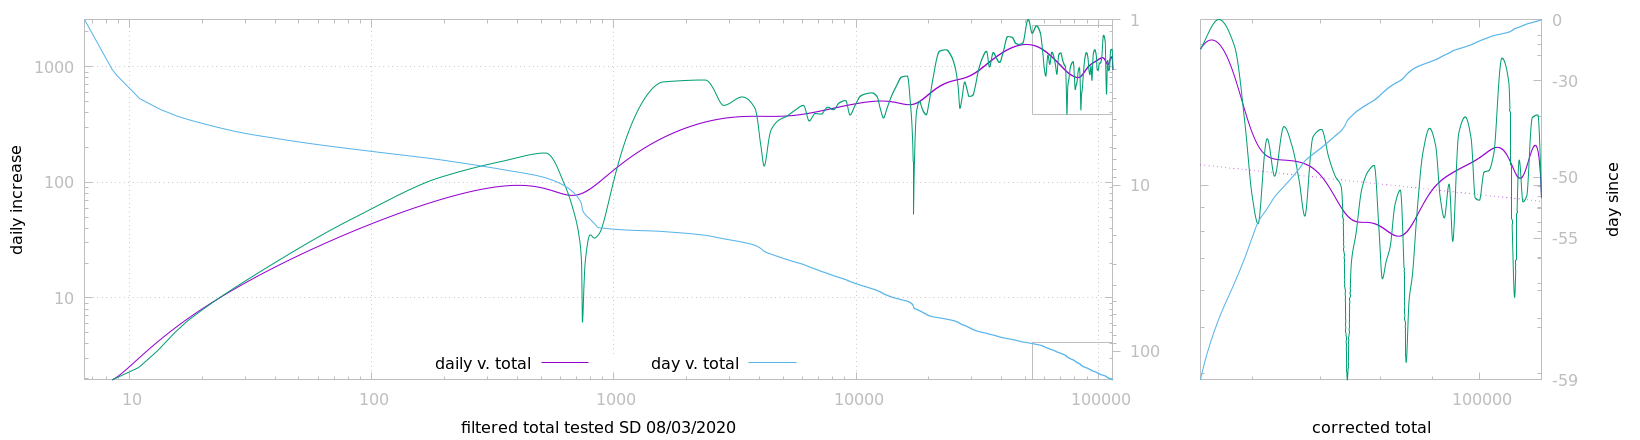 daily increase
1000
100
10
daily v. total
day v. total
10
100
1000
10000
100000
filtered total tested SD 08/03/2020
1
10
100
0
-30
-50
-55
-59
day since
100000
corrected total